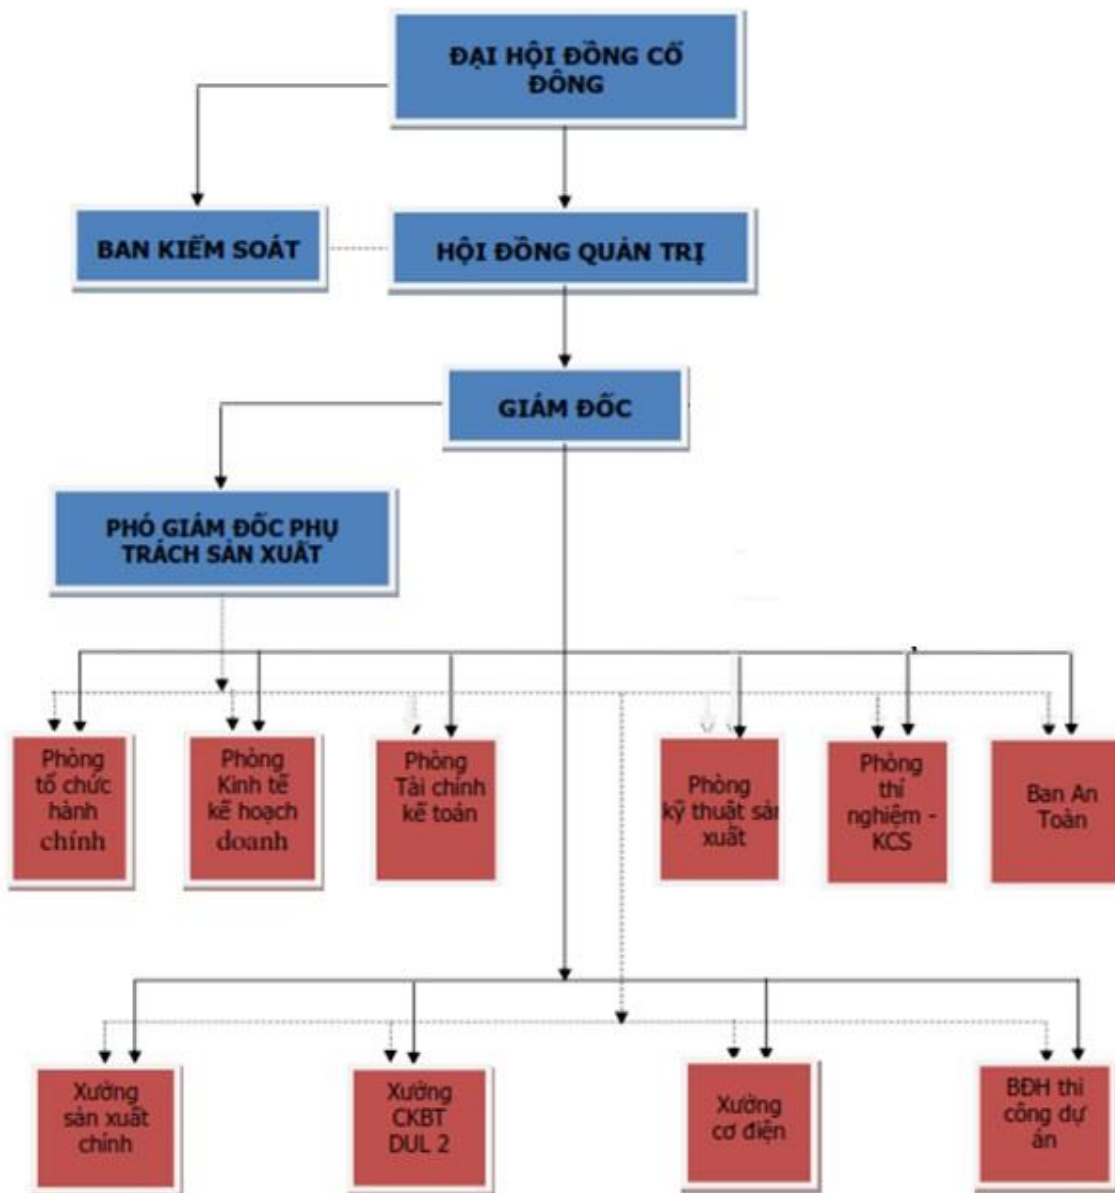 ĐẠI HỘI ĐỒNG CỔ
ĐÔNG
BAN KIỂM SOÁT
HỘI ĐỒNG QUẢN TRỊ
GIÁM ĐỐC
PHÓ GIÁM ĐỐC PHỤ
TRÁCH SẢN XUẤT
Phòng
tổ chức
hành
chính
Phòng
Kinh tế
kế hoạch
doanh
Phòng
Tài chính
kế toán
Phòng
kỹ thuật sản
xuất
Phòng
thí
nghiệm -
KCS
Ban An
Toàn
Xưởng
sản xuất
chính
Xưởng
CKBT
DUL 2
Xưởng
cơ điện
BĐH thi
công dự
án